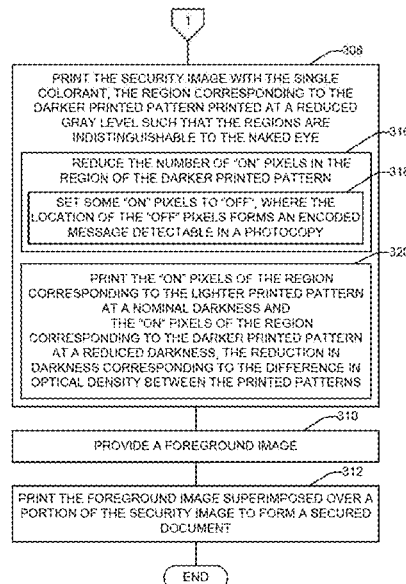 1
308
PRINT THE SECURITY IMAGE WITH THE SINGLE
COLORANT, THE REGION CORRESPONDING TO THE
DARKER PRINTED PATTERN PRINTED AT A REDUCED
GRAY LEVEL SUCH THAT THE REGIONS ARE
INDISTINGUISHABLE TO THE NAKED EYE
316
REDUCE THE NUMBER OF "ON" PIXELS IN THE
REGION OF THE DARKER PRINTED PATTERN
318
SET SOME "ON" PIXELS TO "OFF", WHERE THE
LOCATION OF THE "OFF" PIXELS FORMS AN ENCODED
MESSAGE DETECTABLE IN A PHOTOCOPY
320
PRINT THE "ON" PIXELS OF THE REGION
CORRESPONDING TO THE LIGHTER PRINTED PATTERN
AT A NOMINAL DARKNESS AND
THE "ON" PIXELS OF THE REGION
CORRESPONDING TO THE DARKER PRINTED PATTERN
AT A REDUCED DARKNESS, THE REDUCTION IN
DARKNESS CORRESPONDING TO THE DIFFERENCE IN
OPTICAL DENSITY BETWEEN THE PRINTED PATTERNS
310
PROVIDE A FOREGROUND IMAGE
312
PRINT THE FOREGROUND IMAGE SUPERIMPOSED OVER A
PORTION OF THE SECURITY IMAGE TO FORM A SECURED
DOCUMENT
END